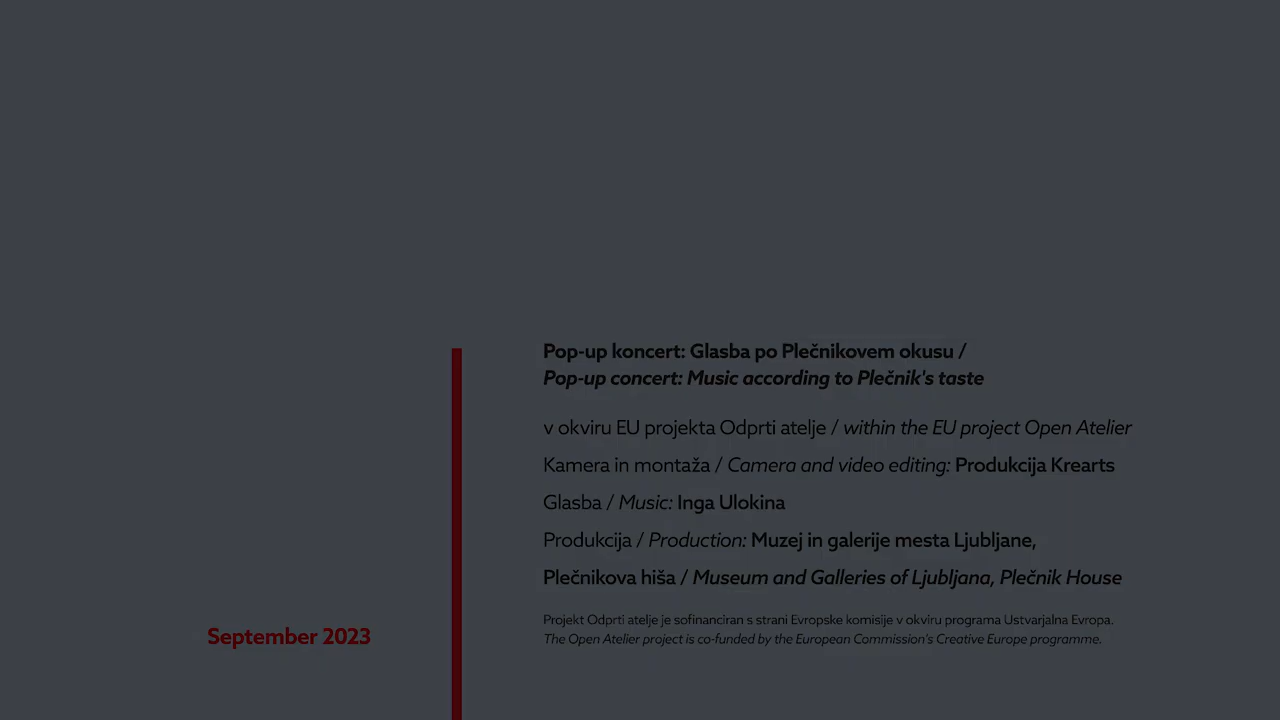 Pop-up koncert: Glasba po Plečnikovem okusu /
Pop-up concert: Music according to Plečnik's taste
v okviru EU projekta Odprti atelje / within the EU project Open Atelier
Kamera in montaža / Camera and video editing: Produkcija Krearts
Glasba / Music: Inga Ulokina
Produkcija / Production: Muzej in galerije mesta Ljubljane,
Plečnikova hiša / Museum and Galleries of Ljubljana, Plečnik House
Projekt Odprti atelje je sofinanciran s strani Evropske komisije v okviru programa Ustvarjalna Evropa.
The Open Atelier project is co-funded by the European Commission's Creative Europe programme.
September 2023